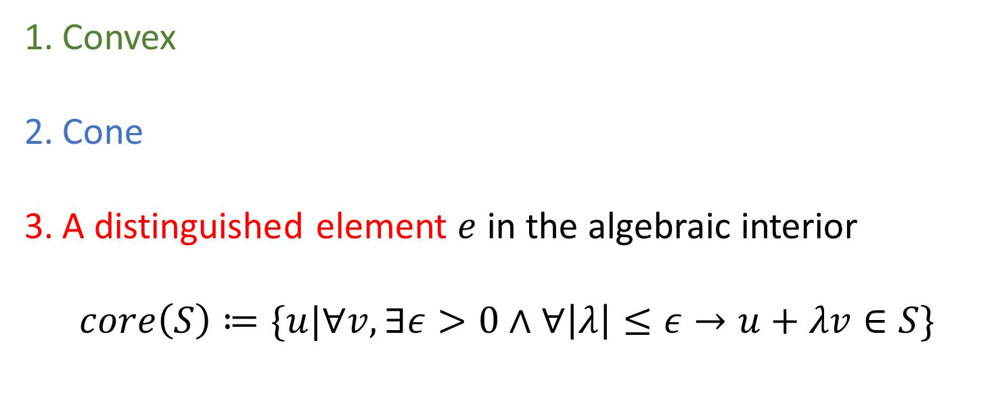 1. Convex
2. Cone
3. A distinguished element e in the algebraic interior
core(S) ≔ {u|∀v, ∃ϵ > 0 ∧ ∀|λ| ≤ ϵ → u + λv ∈ S}